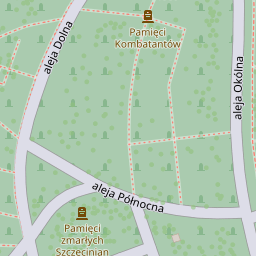 aleja Dolna
Pamięci
Kombatantów
aleja Okólna
aleja Północna
Pamięci
zmarłych
Szczecinian